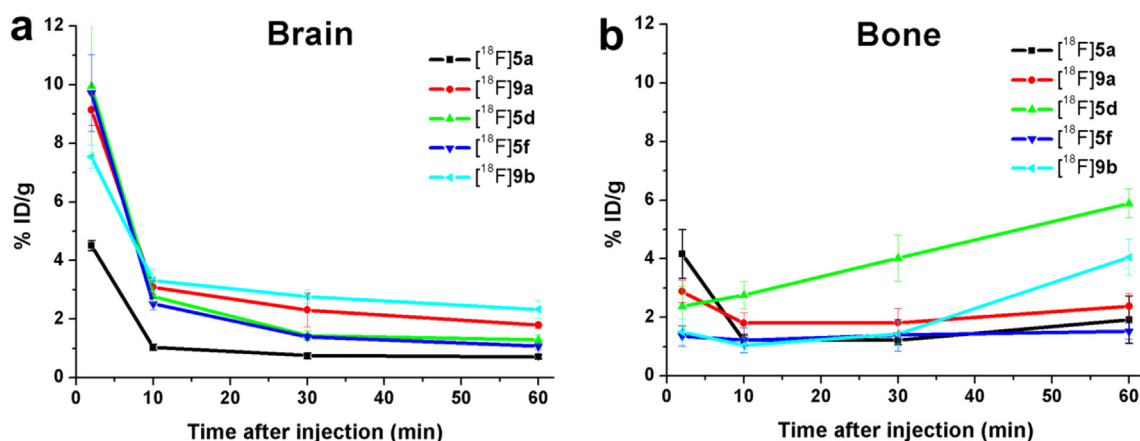 a
Brain
% ID/g
12
10
8
6
4
2
0
0 10 20 30 40 50 60
Time after injection (min)
[18F]5a
[18F]9a
[18F]5d
[18F]5f
[18F]9b
b
Bone
% ID/g
12
10
8
6
4
2
0
0 10 20 30 40 50 60
Time after injection (min)
[18F]5a
[18F]9a
[18F]5d
[18F]5f
[18F]9b